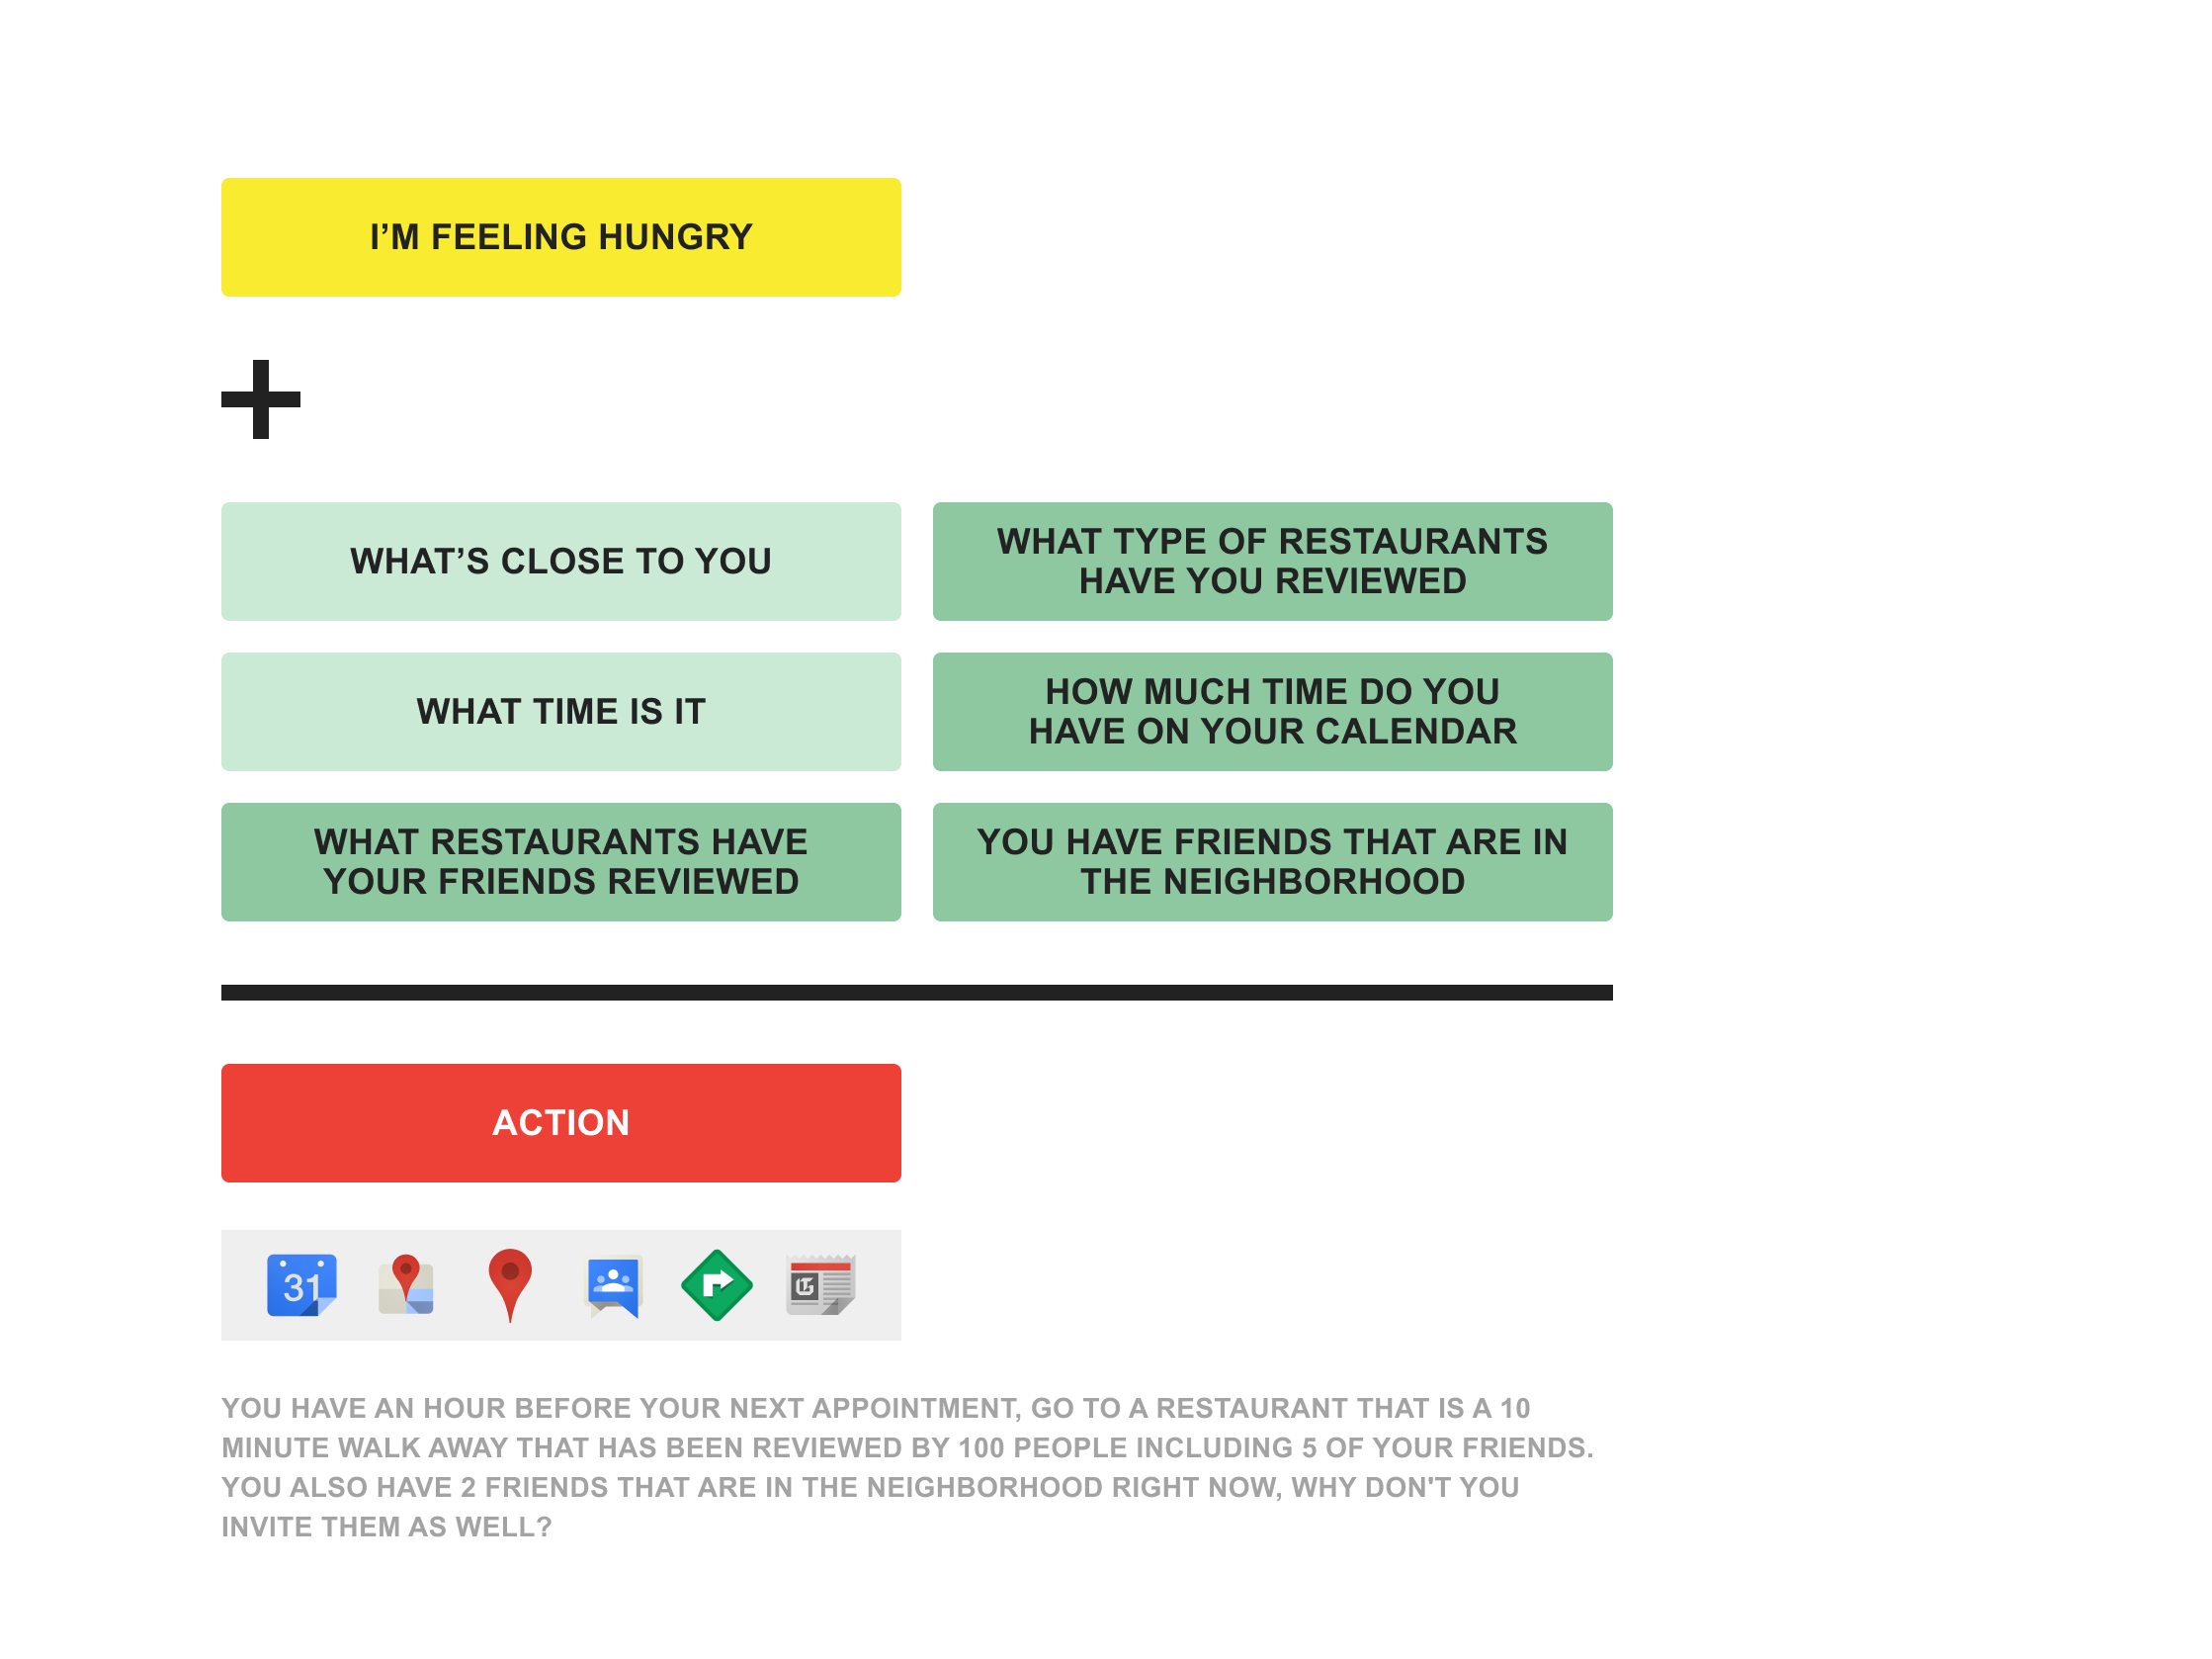 I’M FEELING HUNGRY
WHAT’S CLOSE TO YOU
WHAT TYPE OF RESTAURANTS
HAVE YOU REVIEWED
WHAT TIME IS IT
HOW MUCH TIME DO YOU
HAVE ON YOUR CALENDAR
WHAT RESTAURANTS HAVE
YOUR FRIENDS REVIEWED
YOU HAVE FRIENDS THAT ARE IN
THE NEIGHBORHOOD
ACTION
31
YOU HAVE AN HOUR BEFORE YOUR NEXT APPOINTMENT, GO TO A RESTAURANT THAT IS A 10
MINUTE WALK AWAY THAT HAS BEEN REVIEWED BY 100 PEOPLE INCLUDING 5 OF YOUR FRIENDS.
YOU ALSO HAVE 2 FRIENDS THAT ARE IN THE NEIGHBORHOOD RIGHT NOW, WHY DON'T YOU
INVITE THEM AS WELL?